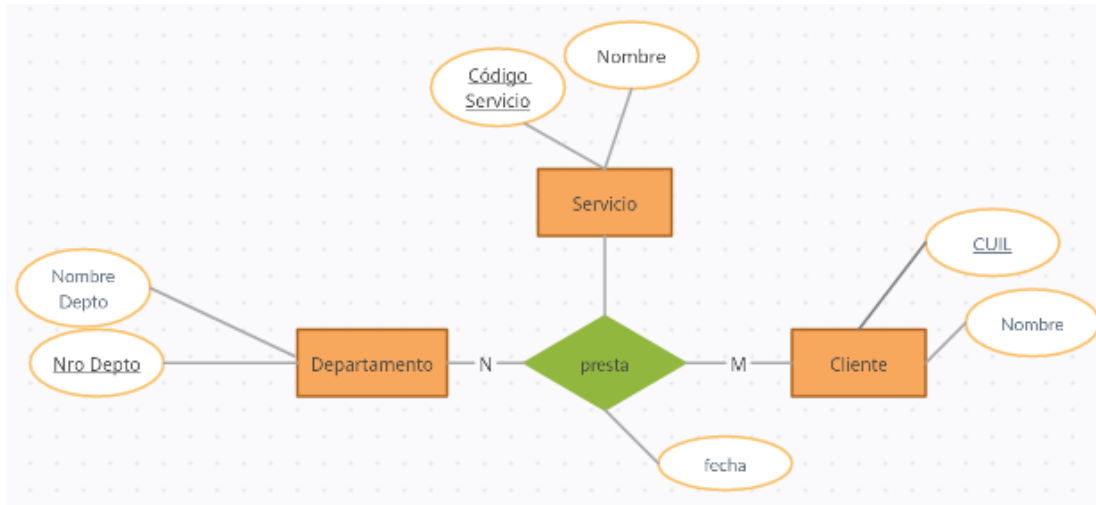 Nombre
Código
Servicio
Servicio
CUIL
Nombre
Depto
Nombre
Nro Depto
Departamento
N
presta
M
Cliente
fecha